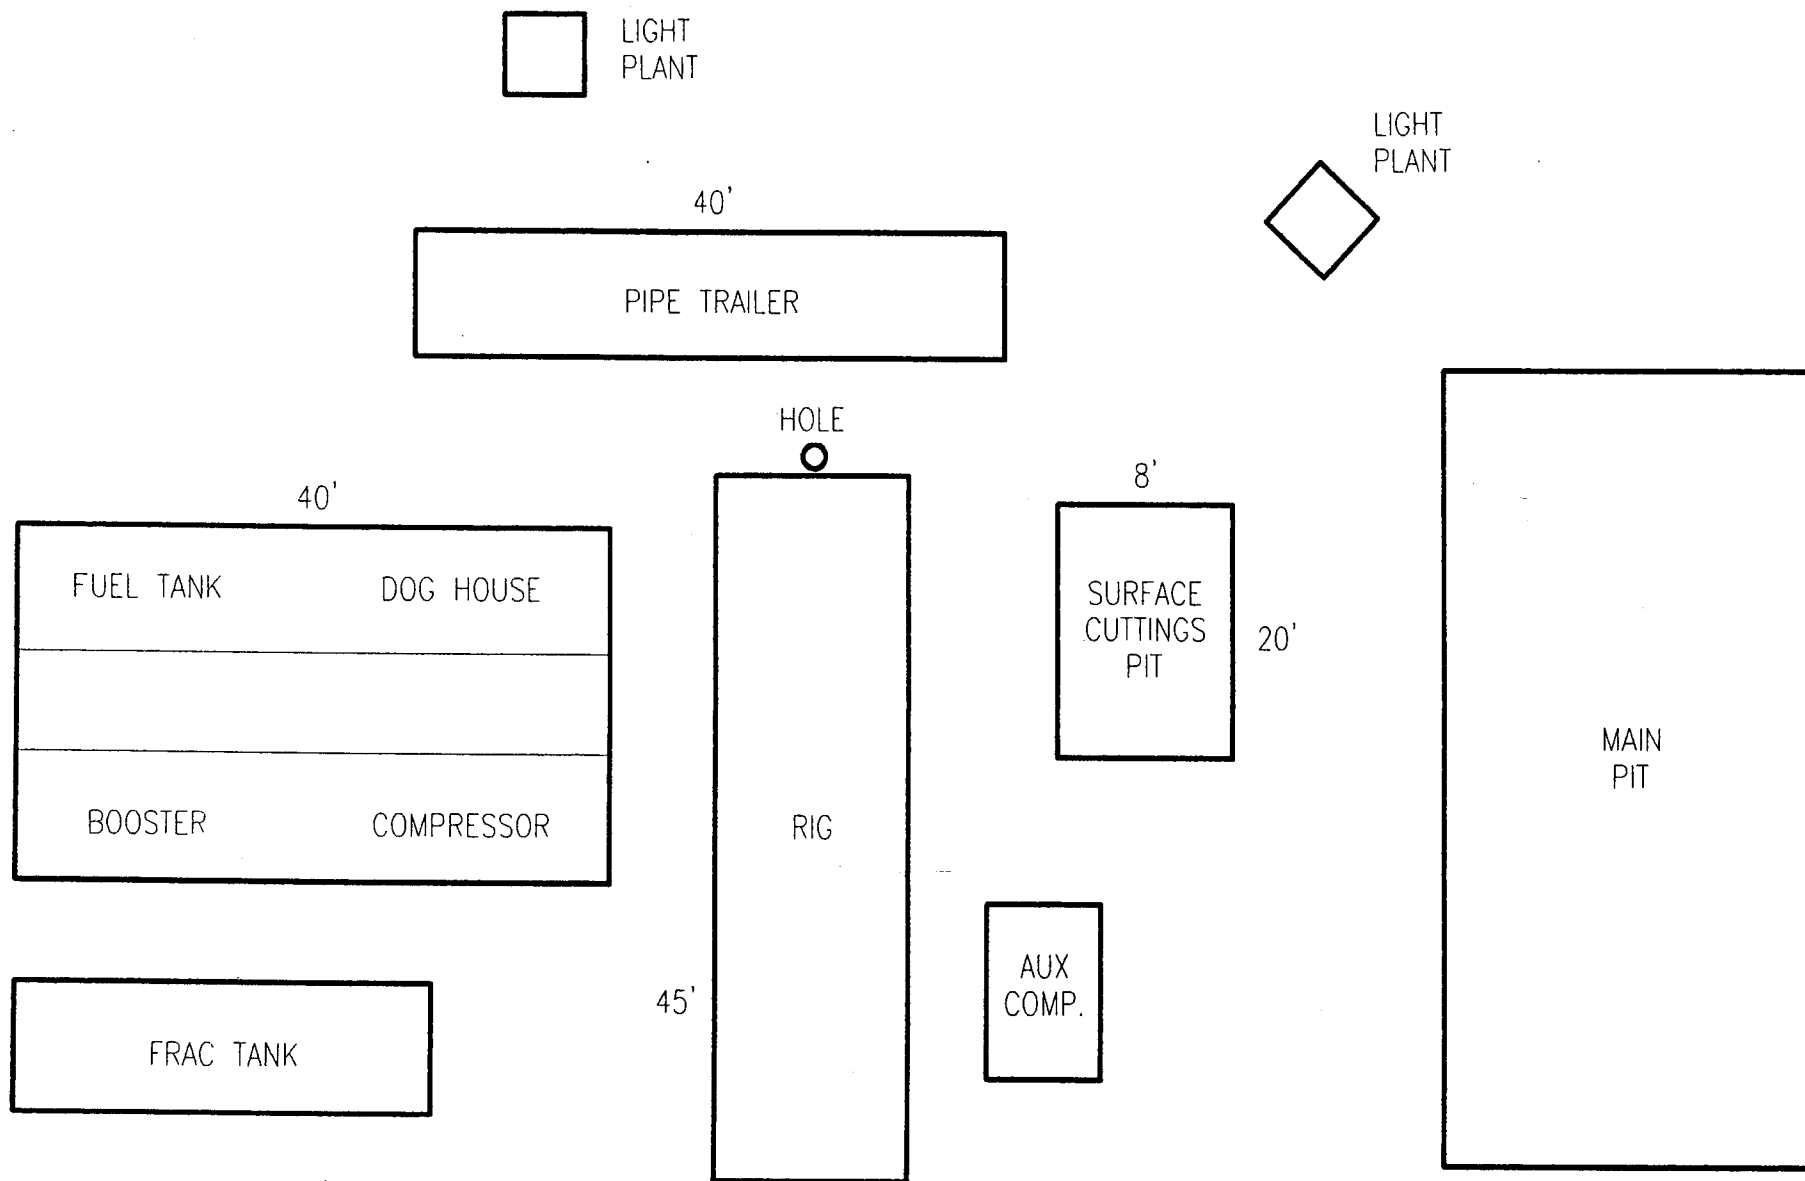 LIGHT
PLANT
LIGHT
PLANT
40'
PIPE TRAILER
HOLE
40'
8'
FUEL TANK DOG HOUSE
SURFACE
CUTTINGS
PIT
20'
MAIN
PIT
BOOSTER COMPRESSOR
RIG
AUX
COMP.
45'
FRAC TANK